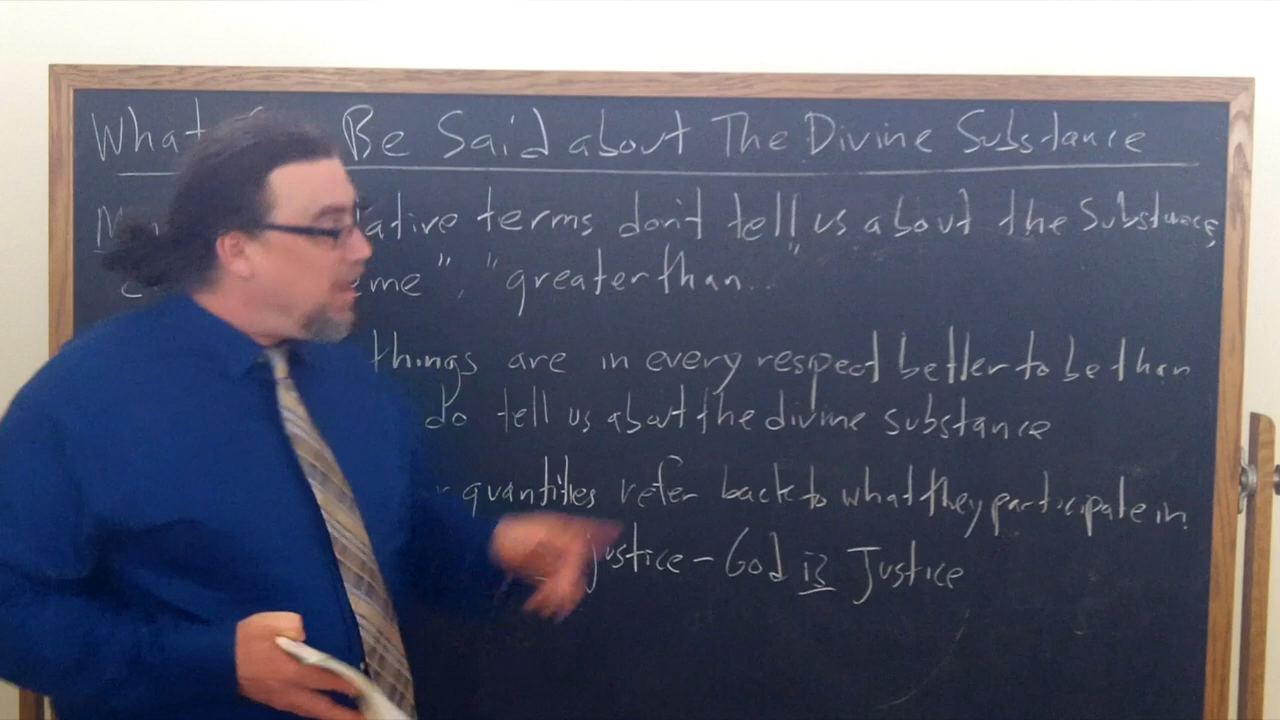 What Be Said about The Divine Substance
terms don't tell us about the Substance,
", "greater than..."
things are in every respect better to be than
do tell us about the divine substance
quantities refer back to what they participate in.
Justice - God is Justice